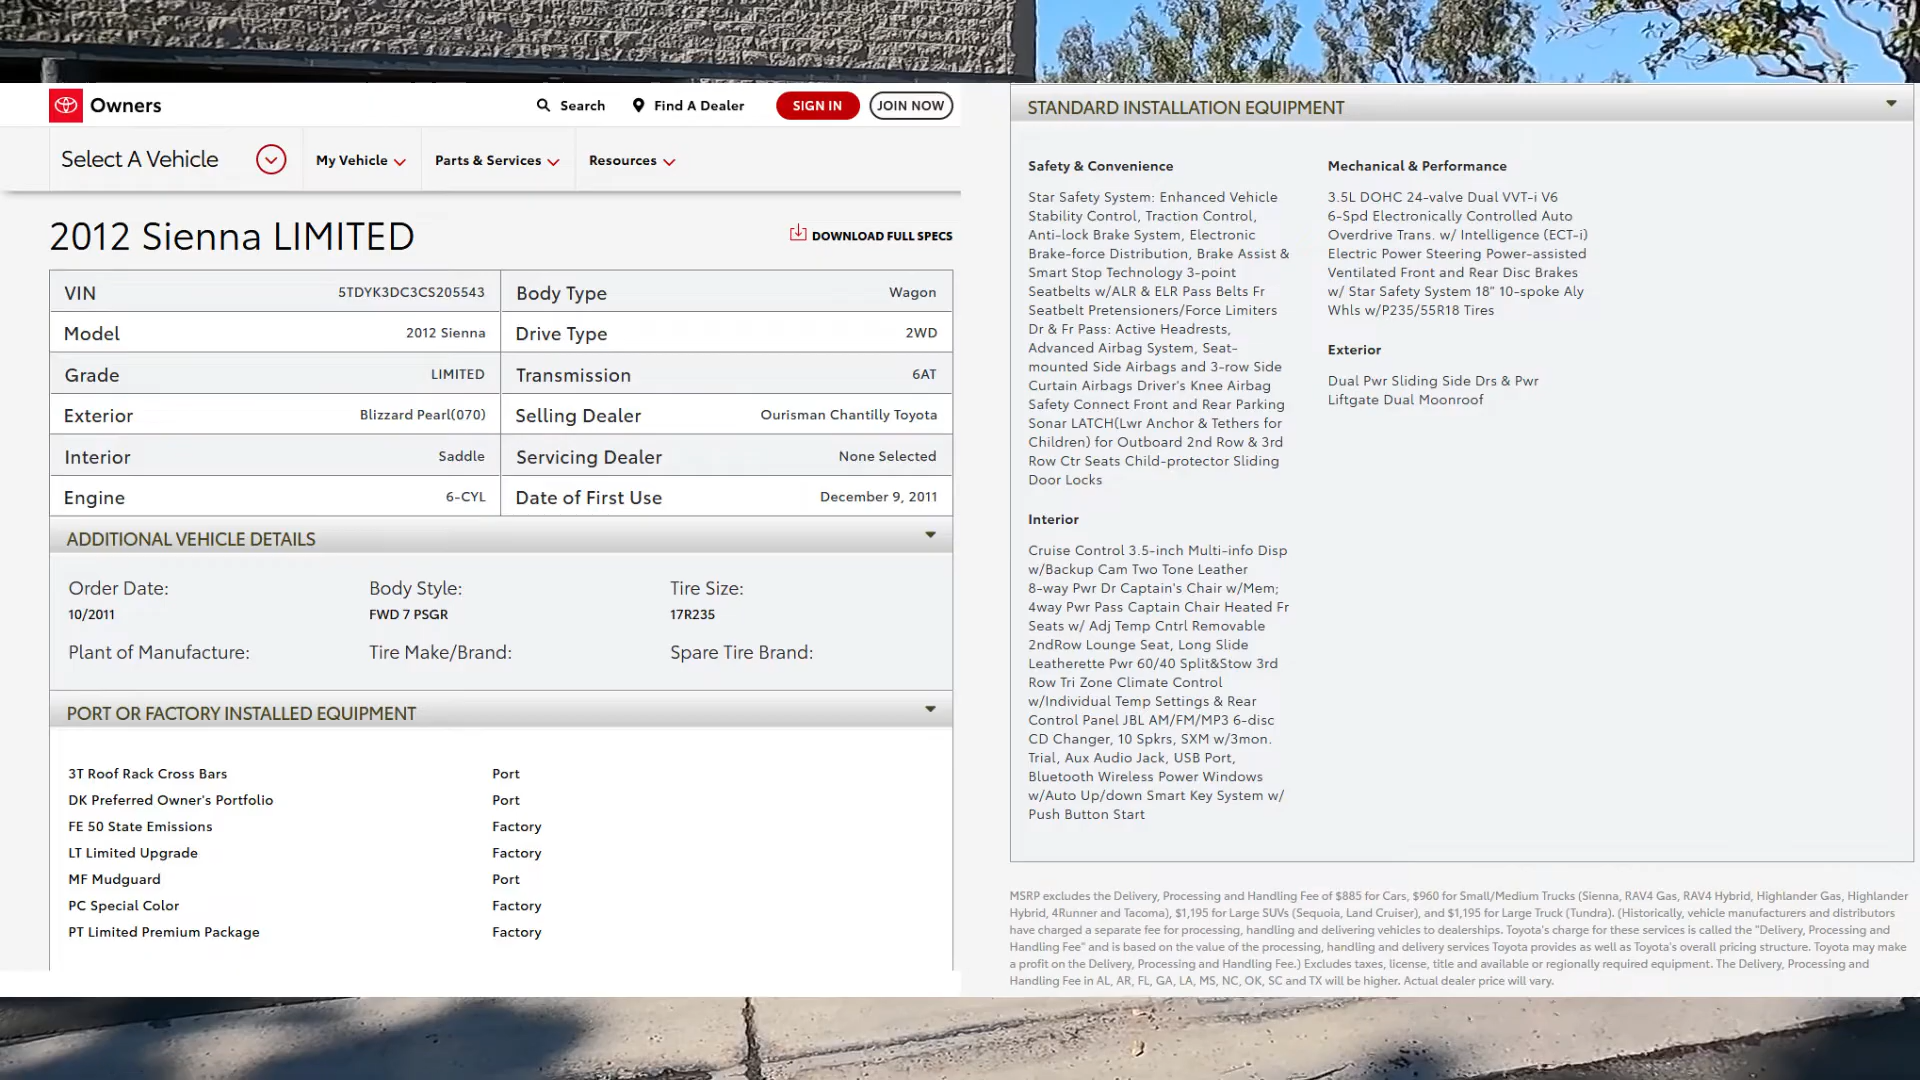 Owners
Search
Find A Dealer
SIGN IN
JOIN NOW
Select A Vehicle
My Vehicle
Parts & Services
Resources
2012 Sienna LIMITED
DOWNLOAD FULL SPECS
VIN 5TDYK3DC3CS205543 Body Type Wagon
Model 2012 Sienna Drive Type 2WD
Grade LIMITED Transmission 6AT
Exterior Blizzard Pearl(070) Selling Dealer Ourisman Chantilly Toyota
Interior Saddle Servicing Dealer None Selected
Engine 6-CYL Date of First Use December 9, 2011
ADDITIONAL VEHICLE DETAILS
Order Date: Body Style: Tire Size:
10/2011 FWD 7 PSGR 17R235
Plant of Manufacture: Tire Make/Brand: Spare Tire Brand:
PORT OR FACTORY INSTALLED EQUIPMENT
3T Roof Rack Cross Bars Port
DK Preferred Owner's Portfolio Port
FE 50 State Emissions Factory
LT Limited Upgrade Factory
MF Mudguard Port
PC Special Color Factory
PT Limited Premium Package Factory
STANDARD INSTALLATION EQUIPMENT
Safety & Convenience
Star Safety System: Enhanced Vehicle
Stability Control, Traction Control,
Anti-lock Brake System, Electronic
Brake-force Distribution, Brake Assist &
Smart Stop Technology 3-point
Seatbelts w/ALR & ELR Pass Belts Fr
Seatbelt Pretensioners/Force Limiters
Dr & Fr Pass: Active Headrests,
Advanced Airbag System, Seat-
mounted Side Airbags and 3-row Side
Curtain Airbags Driver's Knee Airbag
Safety Connect Front and Rear Parking
Sonar LATCH(Lwr Anchor & Tethers for
Children) for Outboard 2nd Row & 3rd
Row Ctr Seats Child-protector Sliding
Door Locks
Interior
Cruise Control 3.5-inch Multi-info Disp
w/Backup Cam Two Tone Leather
8-way Pwr Dr Captain's Chair w/Mem;
4way Pwr Pass Captain Chair Heated Fr
Seats w/ Adj Temp Cntrl Removable
2ndRow Lounge Seat, Long Slide
Leatherette Pwr 60/40 Split&Stow 3rd
Row Tri Zone Climate Control
w/Individual Temp Settings & Rear
Control Panel JBL AM/FM/MP3 6-disc
CD Changer, 10 Spkrs, SXM w/3mon.
Trial, Aux Audio Jack, USB Port,
Bluetooth Wireless Power Windows
w/Auto Up/down Smart Key System w/
Push Button Start
Mechanical & Performance
3.5L DOHC 24-valve Dual VVT-i V6
6-Spd Electronically Controlled Auto
Overdrive Trans. w/ Intelligence (ECT-i)
Electric Power Steering Power-assisted
Ventilated Front and Rear Disc Brakes
w/ Star Safety System 18" 10-spoke Aly
Whls w/P235/55R18 Tires
Exterior
Dual Pwr Sliding Side Drs & Pwr
Liftgate Dual Moonroof
MSRP excludes the Delivery, Processing and Handling Fee of $885 for Cars, $960 for Small/Medium Trucks (Sienna, RAV4 Gas, RAV4 Hybrid, Highlander Gas, Highlander
Hybrid, 4Runner and Tacoma), $1,195 for Large SUVs (Sequoia, Land Cruiser), and $1,195 for Large Truck (Tundra). (Historically, vehicle manufacturers and distributors
have charged a separate fee for processing, handling and delivering vehicles to dealerships. Toyota's charge for these services is called the "Delivery, Processing and
Handling Fee" and is based on the value of the processing, handling and delivery services Toyota provides as well as Toyota's overall pricing structure. Toyota may make
a profit on the Delivery, Processing and Handling Fee.) Excludes taxes, license, title and available or regionally required equipment. The Delivery, Processing and
Handling Fee in AL, AR, FL, GA, LA, MS, NC, OK, SC and TX will be higher. Actual dealer price will vary.